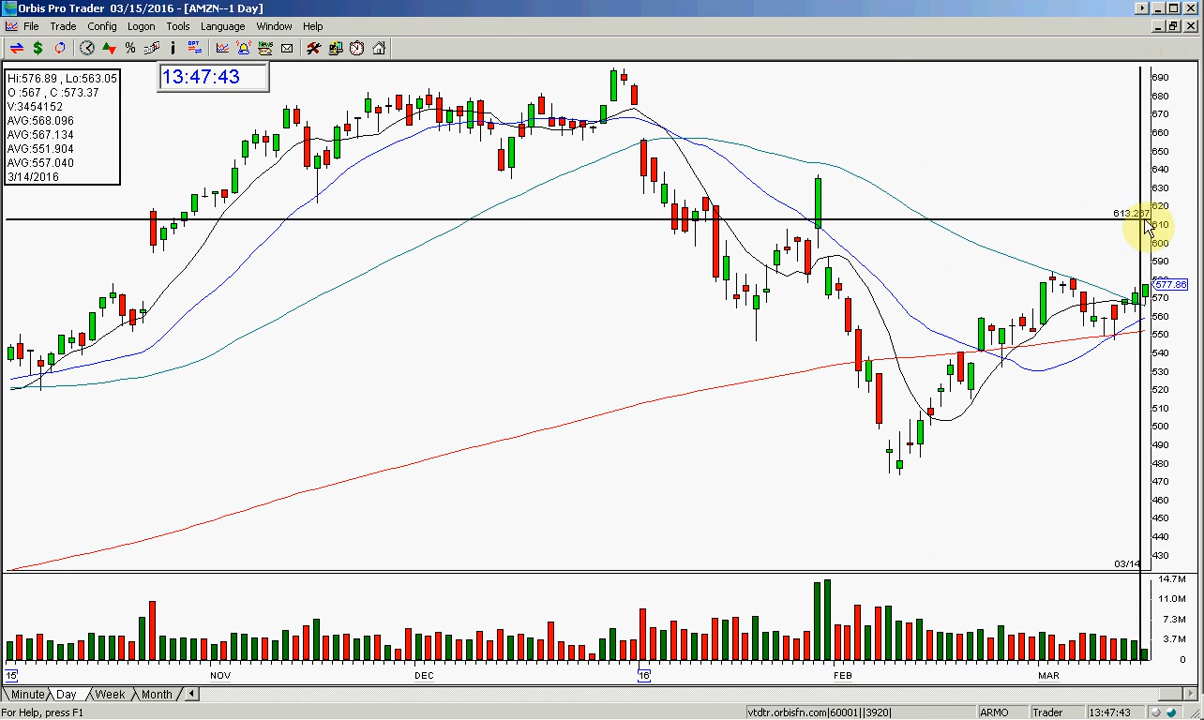 Orbis Pro Trader 03/15/2016 - [AMZN--1 Day]
File Trade Config Logon Tools Language Window Help
Hi:576.89 , Lo:563.05
O :567 , C :573.37
V:3454152
AVG:568.096
AVG:567.134
AVG:551.904
AVG:557.040
3/14/2016
13:47:43
690
680
670
660
650
640
630
620
613.267
610
600
590
580
577.86
570
560
550
540
530
520
510
500
490
480
470
460
450
440
430
03/14
14.7M
11.0M
7.3M
3.7M
0
15 NOV DEC 16 FEB MAR
Minute Day Week Month
For Help, press F1 vtdtr.orbisfn.com|60001||3920| ARMO Trader 13:47:43